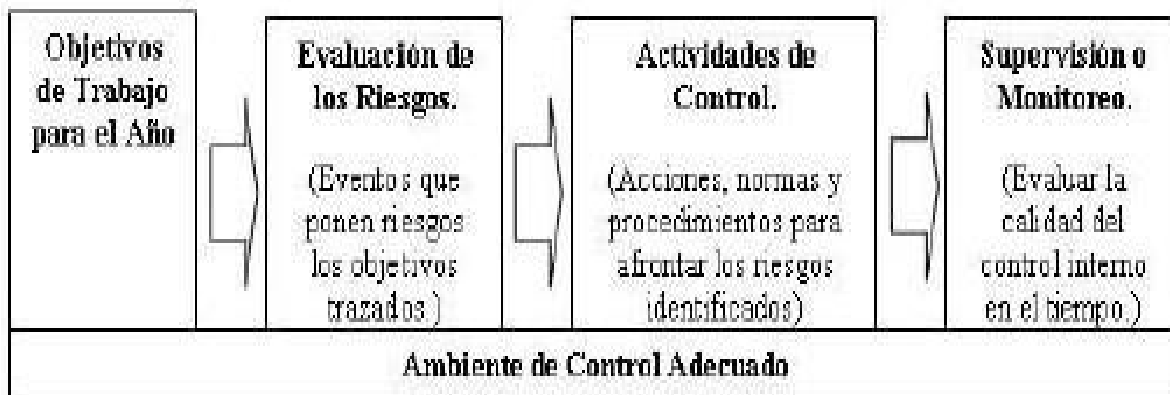 Objetivos
de Trabajo
para el Año
Evaluación de
los Riesgos.
(Eventos que
ponen riesgos
los objetivos
trazados.)
Actividades de
Control.
(Acciones, normas y
procedimientos para
afrontar los riesgos
identificados)
Supervisión o
Monitoreo.
(Evaluar la
calidad del
control interno
en el tiempo.)
Ambiente de Control Adecuado